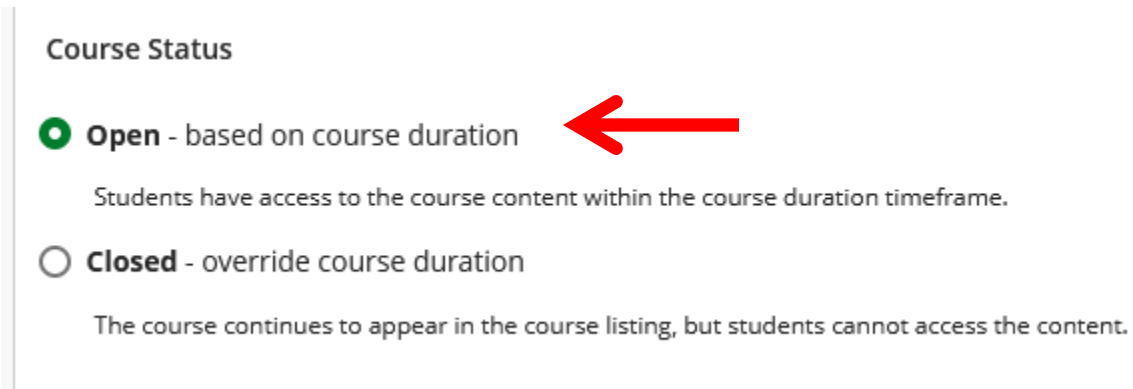 Course Status
Open - based on course duration
Students have access to the course content within the course duration timeframe.
Closed - override course duration
The course continues to appear in the course listing, but students cannot access the content.